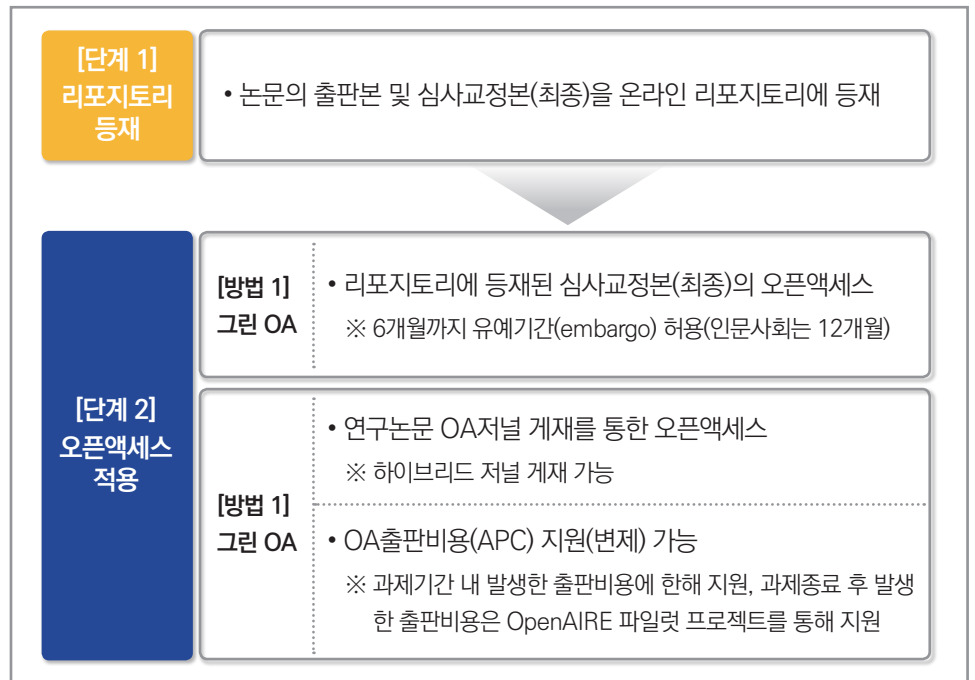 [단계 1]
리포지토리
등재
• 논문의 출판본 및 심사교정본(최종)을 온라인 리포지토리에 등재
[단계 2]
오픈액세스
적용
[방법 1]
그린 OA
• 리포지토리에 등재된 심사교정본(최종)의 오픈액세스
※ 6개월까지 유예기간(embargo) 허용(인문사회는 12개월)
[방법 1]
그린 OA
• 연구논문 OA저널 게재를 통한 오픈액세스
※ 하이브리드 저널 게재 가능
• OA출판비용(APC) 지원(변제) 가능
※ 과제기간 내 발생한 출판비용에 한해 지원, 과제종료 후 발생
한 출판비용은 OpenAIRE 파일럿 프로젝트를 통해 지원